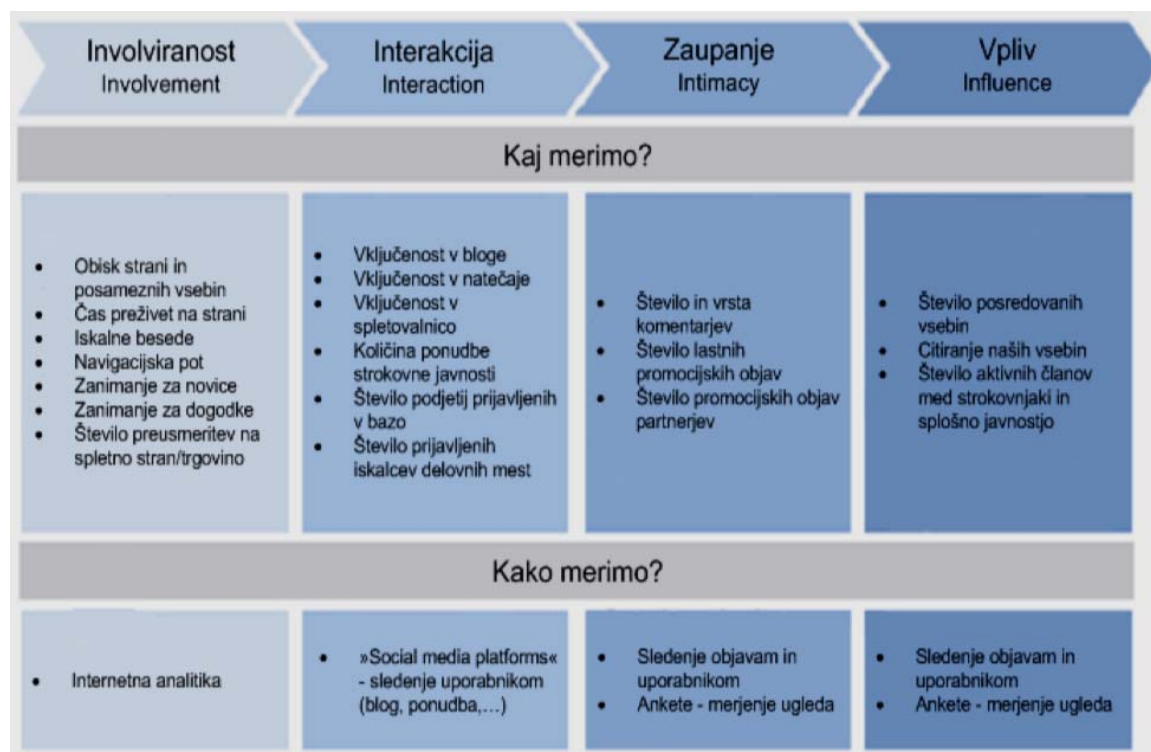 Involviranost
Involvement
Interakcija
Interaction
Zaupanje
Intimacy
Vpliv
Influence
Kaj merimo?
• Obisk strani in
posameznih vsebin
• Čas preživet na strani
• Iskalne besede
• Navigacijska pot
• Zanimanje za novice
• Zanimanje za dogodke
• Število preusmeritev na
spletno stran/trgovino
• Vključenost v bloge
• Vključenost v natečaje
• Vključenost v
spletovalnico
• Količina ponudbe
strokovne javnosti
• Število podjetij prijavljenih
v bazo
• Število prijavljenih
iskalcev delovnih mest
• Število in vrsta
komentarjev
• Število lastnih
promocijskih objav
• Število promocijskih objav
partnerjev
• Število posredovanih
vsebin
• Citiranje naših vsebin
• Število aktivnih članov
med strokovnjaki in
splošno javnostjo
Kako merimo?
• Internetna analitika
• »Social media platforms«
- sledenje uporabnikom
(blog, ponudba,…)
• Sledenje objavam in
uporabnikom
• Ankete - merjenje ugleda
• Sledenje objavam in
uporabnikom
• Ankete - merjenje ugleda